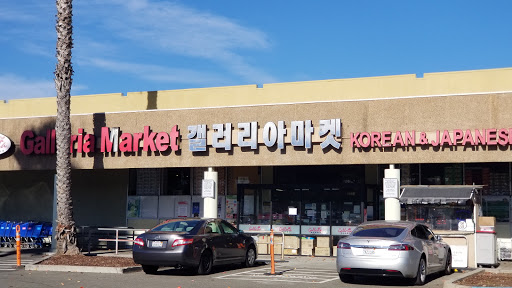 Galleria Market 갤러리아마켓 KOREAN & JAPANESE